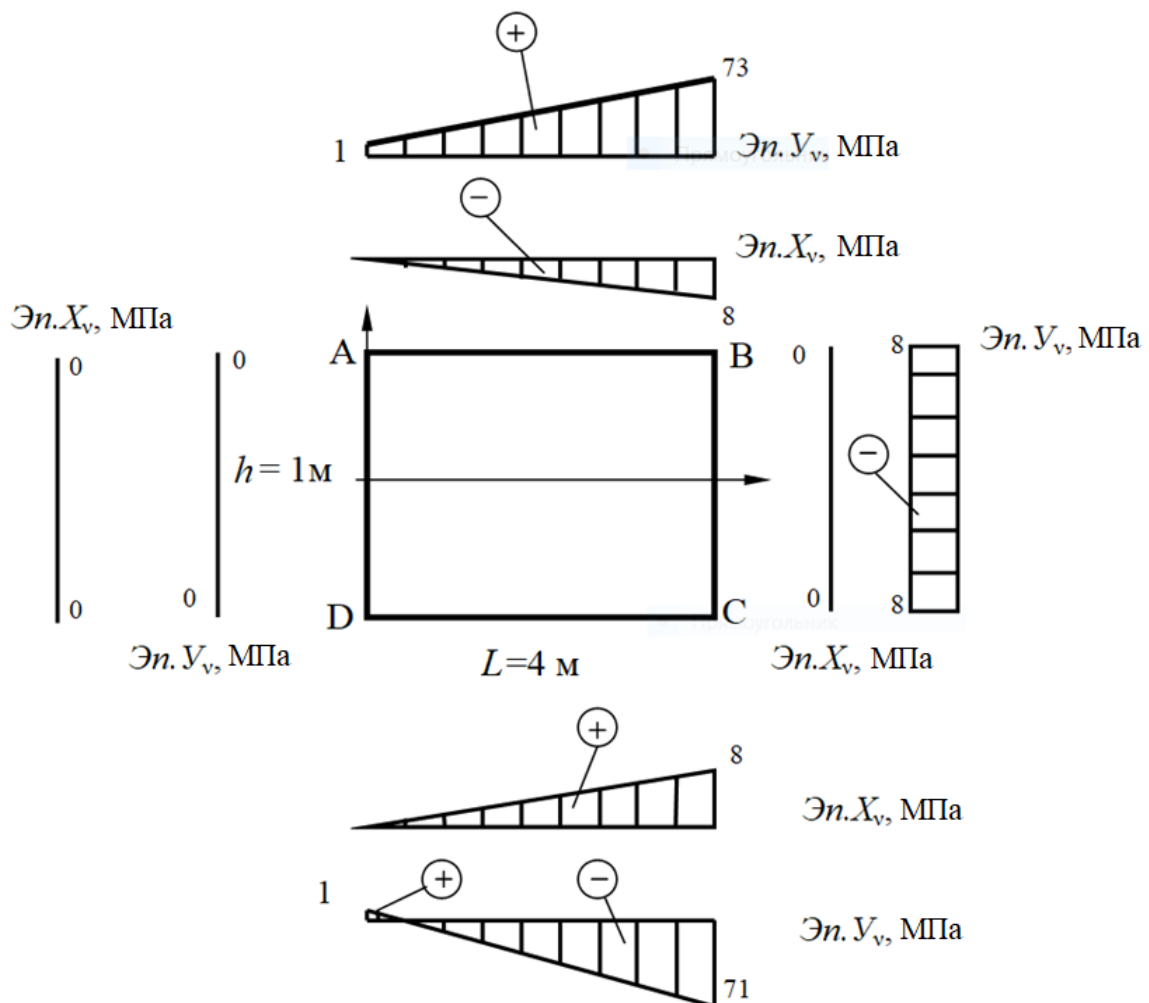 +
73
1
Эп. Уᵥ, МПа
Прямоугольник
−
Эп.Xᵥ, МПа
8
Эп.Xᵥ, МПа
0
0
A
B
0
8
Эп. Уᵥ, МПа
h = 1м
−
0
0
D
C
0
8
Прямоугольник
Эп. Уᵥ, МПа
L=4 м
Эп.Xᵥ, МПа
+
8
Эп.Xᵥ, МПа
1
+
−
Эп. Уᵥ, МПа
71